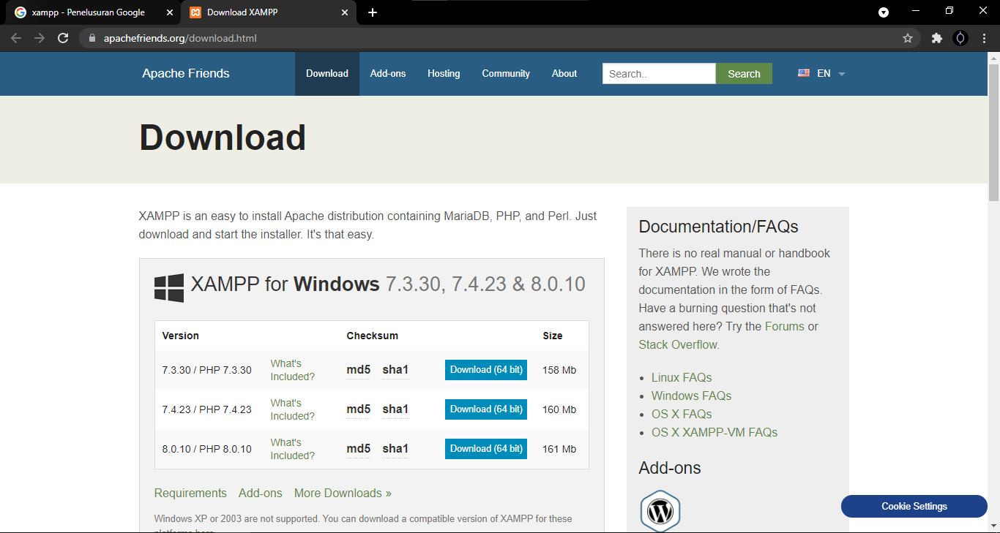 xampp - Penelusuran Google
Download XAMPP
apachefriends.org/download.html
Apache Friends
Download
Add-ons
Hosting
Community
About
Search..
Search
EN
Download
XAMPP is an easy to install Apache distribution containing MariaDB, PHP, and Perl. Just
download and start the installer. It's that easy.
XAMPP for Windows 7.3.30, 7.4.23 & 8.0.10
Version Checksum Size
7.3.30 / PHP 7.3.30 What's Included? md5 sha1 Download (64 bit) 158 Mb
7.4.23 / PHP 7.4.23 What's Included? md5 sha1 Download (64 bit) 160 Mb
8.0.10 / PHP 8.0.10 What's Included? md5 sha1 Download (64 bit) 161 Mb
Requirements Add-ons More Downloads »
Windows XP or 2003 are not supported. You can download a compatible version of XAMPP for these
platforms here
Documentation/FAQs
There is no real manual or handbook
for XAMPP. We wrote the
documentation in the form of FAQs.
Have a burning question that's not
answered here? Try the Forums or
Stack Overflow.
Linux FAQs
Windows FAQs
OS X FAQs
OS X XAMPP-VM FAQs
Add-ons
Cookie Settings